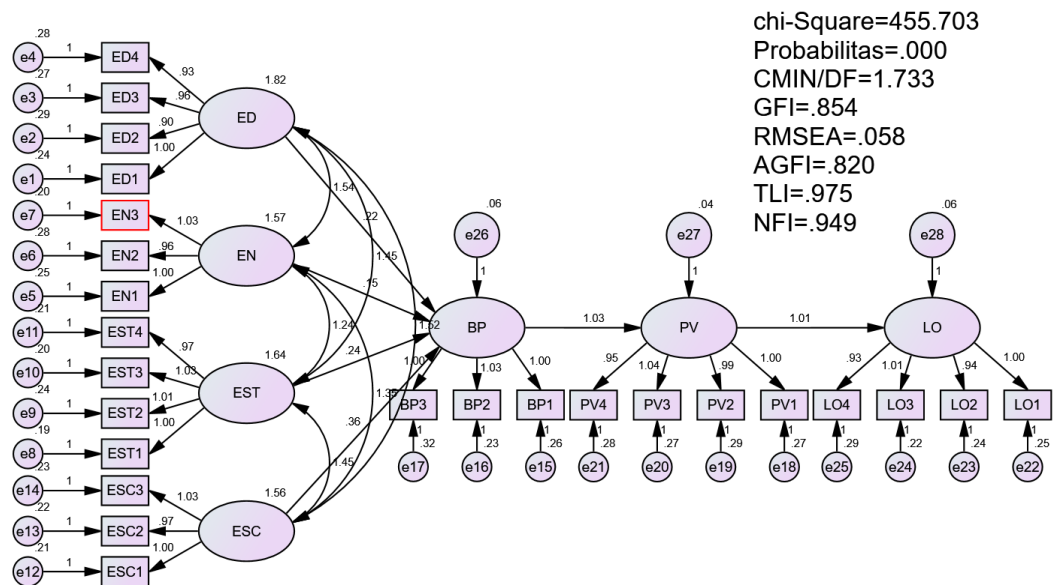 chi-Square=455.703
Probabilitas=.000
CMIN/DF=1.733
GFI=.854
RMSEA=.058
AGFI=.820
TLI=.975
NFI=.949
.28
e4 1 ED4
.27
e3 1 ED3
.29
e2 1 ED2
.24
e1 1 ED1
.20
e7 1 EN3
.28
e6 1 EN2
.25
e5 1 EN1
.21
e11 1 EST4
.20
e10 1 EST3
.24
e9 1 EST2
.19
e8 1 EST1
.23
e14 1 ESC3
.22
e13 1 ESC2
.21
e12 1 ESC1
.93
.96
.90
1.00
1.82
ED
1.03
.96
1.00
1.57
EN
.97
1.03
1.01
1.00
1.64
EST
1.03
.97
1.00
1.56
ESC
1.54
.22
1.45
.15
1.24
1.52
.24
.36
1.45
.06
e26
1
BP
1.03
.04
e27
1
PV
1.01
.06
e28
1
LO
1.00
1.03
1.00
.95
1.04
.99
1.00
.93
1.01
.94
1.00
BP3 BP2 BP1 PV4 PV3 PV2 PV1 LO4 LO3 LO2 LO1
1 1 1 1 1 1 1 1 1 1 1
.32 .23 .26 .28 .27 .29 .27 .29 .22 .24 .25
e17 e16 e15 e21 e20 e19 e18 e25 e24 e23 e22